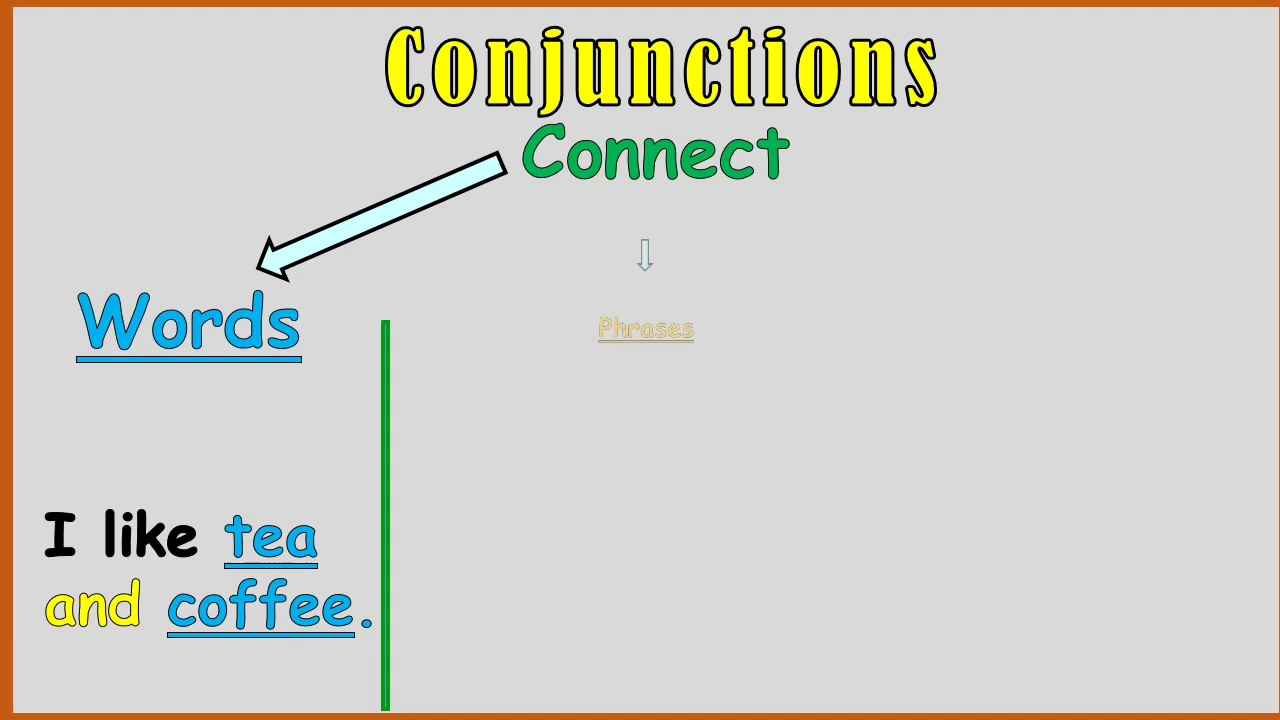 Conjunctions
Connect
Words
Phrases
I like tea
and coffee.